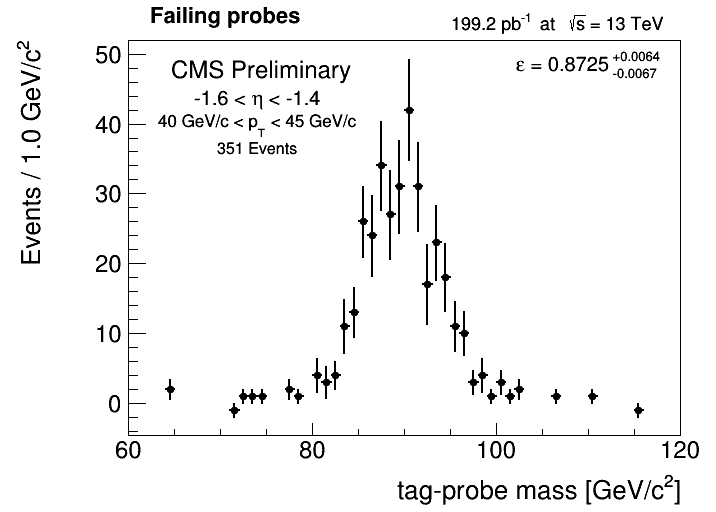 Failing probes
199.2 pb⁻¹ at √s = 13 TeV
CMS Preliminary
-1.6 < η < -1.4
40 GeV/c < p_T < 45 GeV/c
351 Events
ε = 0.8725 +0.0064 -0.0067
Events / 1.0 GeV/c²
50
40
30
20
10
0
60 80 100 120
tag-probe mass [GeV/c²]